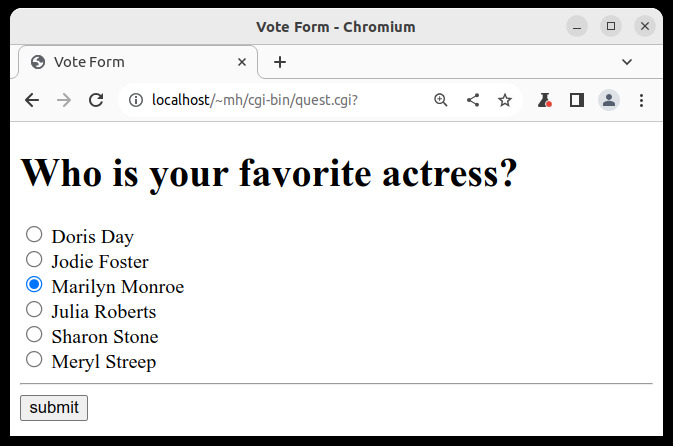 Vote Form - Chromium
Vote Form
localhost/~mh/cgi-bin/quest.cgi?
Who is your favorite actress?
Doris Day
Jodie Foster
Marilyn Monroe
Julia Roberts
Sharon Stone
Meryl Streep
submit